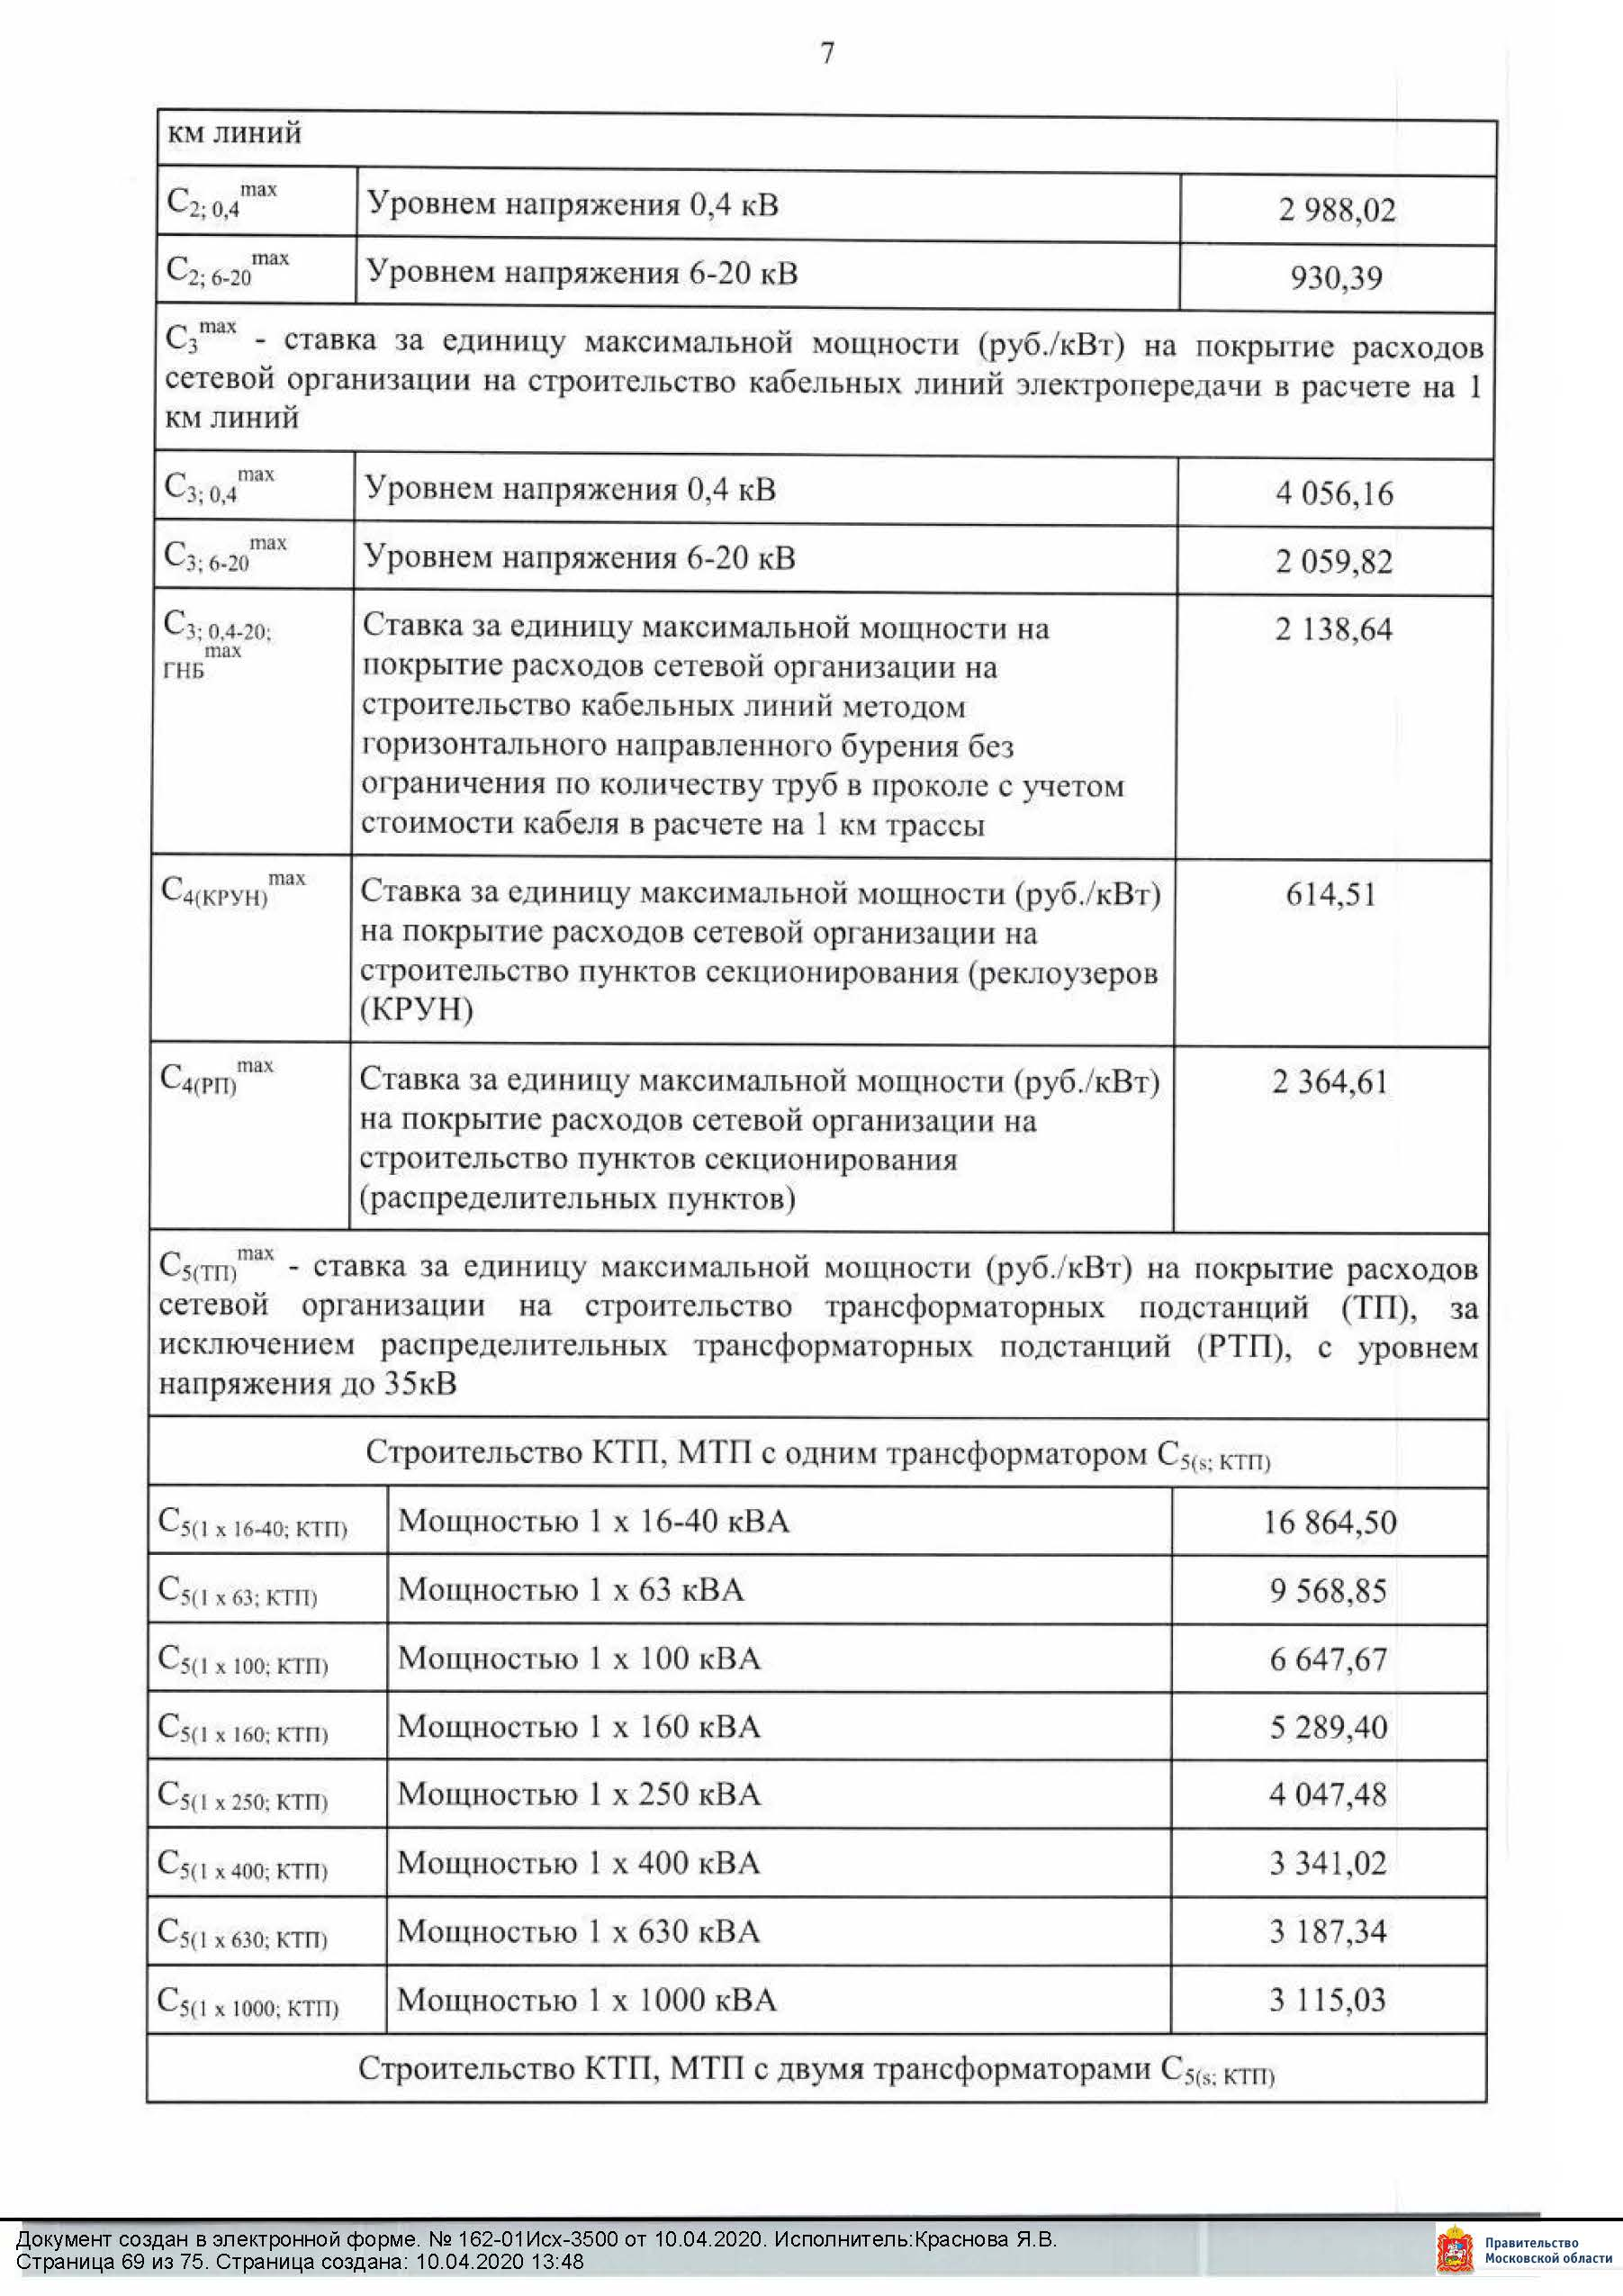 7
км линий
C2; 0,4 max Уровнем напряжения 0,4 кВ 2 988,02
C2; 6-20 max Уровнем напряжения 6-20 кВ 930,39
C3 max - ставка за единицу максимальной мощности (руб./кВт) на покрытие расходов
сетевой организации на строительство кабельных линий электропередачи в расчете на 1
км линий
C3; 0,4 max Уровнем напряжения 0,4 кВ 4 056,16
C3; 6-20 max Уровнем напряжения 6-20 кВ 2 059,82
C3; 0,4-20; ГНБ max Ставка за единицу максимальной мощности на 2 138,64
покрытие расходов сетевой организации на
строительство кабельных линий методом
горизонтального направленного бурения без
ограничения по количеству труб в проколе с учетом
стоимости кабеля в расчете на 1 км трассы
C4(КРУН) max Ставка за единицу максимальной мощности (руб./кВт) 614,51
на покрытие расходов сетевой организации на
строительство пунктов секционирования (реклоузеров
(КРУН)
C4(РП) max Ставка за единицу максимальной мощности (руб./кВт) 2 364,61
на покрытие расходов сетевой организации на
строительство пунктов секционирования
(распределительных пунктов)
C5(ТП) max - ставка за единицу максимальной мощности (руб./кВт) на покрытие расходов
сетевой организации на строительство трансформаторных подстанций (ТП), за
исключением распределительных трансформаторных подстанций (РТП), с уровнем
напряжения до 35кВ
Строительство КТП, МТП с одним трансформатором C5(s; КТП)
C5(1 х 16-40; КТП) Мощностью 1 х 16-40 кВА 16 864,50
C5(1 х 63; КТП) Мощностью 1 х 63 кВА 9 568,85
C5(1 х 100; КТП) Мощностью 1 х 100 кВА 6 647,67
C5(1 х 160; КТП) Мощностью 1 х 160 кВА 5 289,40
C5(1 х 250; КТП) Мощностью 1 х 250 кВА 4 047,48
C5(1 х 400; КТП) Мощностью 1 х 400 кВА 3 341,02
C5(1 х 630; КТП) Мощностью 1 х 630 кВА 3 187,34
C5(1 х 1000; КТП) Мощностью 1 х 1000 кВА 3 115,03
Строительство КТП, МТП с двумя трансформаторами C5(s; КТП)
Документ создан в электронной форме. № 162-01Исх-3500 от 10.04.2020. Исполнитель:Краснова Я.В.
Страница 69 из 75. Страница создана: 10.04.2020 13:48
Правительство
Московской области